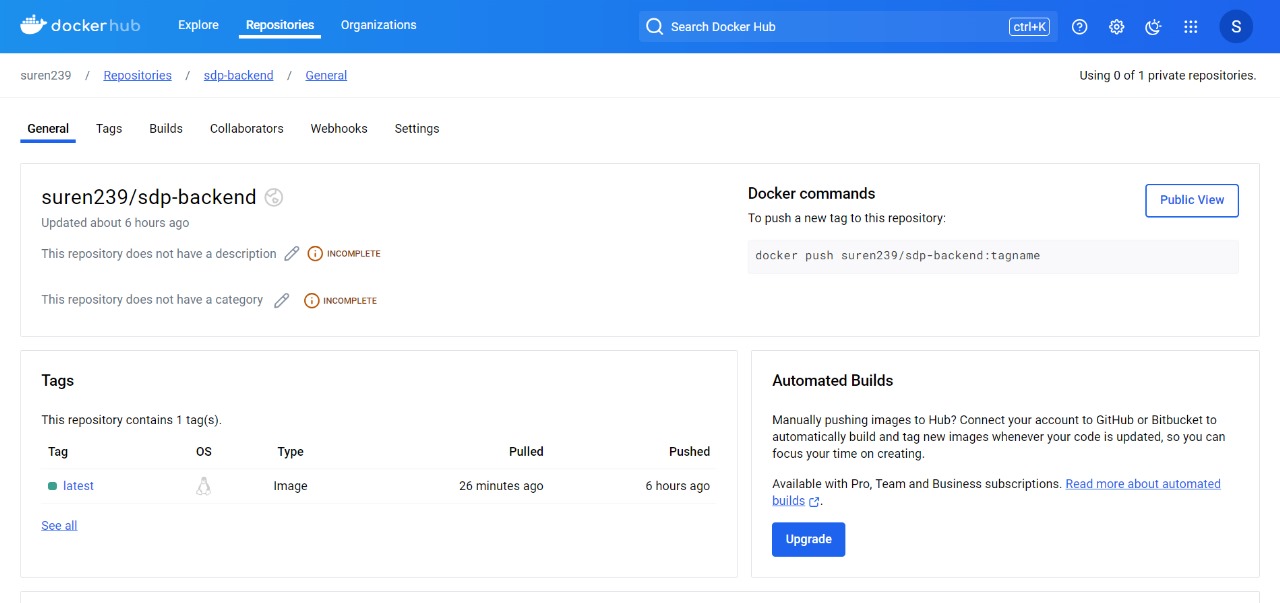 dockerhub Explore Repositories Organizations Search Docker Hub ctrl+K S
suren239 / Repositories / sdp-backend / General Using 0 of 1 private repositories.
General Tags Builds Collaborators Webhooks Settings
suren239/sdp-backend
Updated about 6 hours ago
This repository does not have a description INCOMPLETE
This repository does not have a category INCOMPLETE
Docker commands
Public View
To push a new tag to this repository:
docker push suren239/sdp-backend:tagname
Tags
This repository contains 1 tag(s).
Tag OS Type Pulled Pushed
latest Image 26 minutes ago 6 hours ago
See all
Automated Builds
Manually pushing images to Hub? Connect your account to GitHub or Bitbucket to
automatically build and tag new images whenever your code is updated, so you can
focus your time on creating.
Available with Pro, Team and Business subscriptions. Read more about automated
builds .
Upgrade